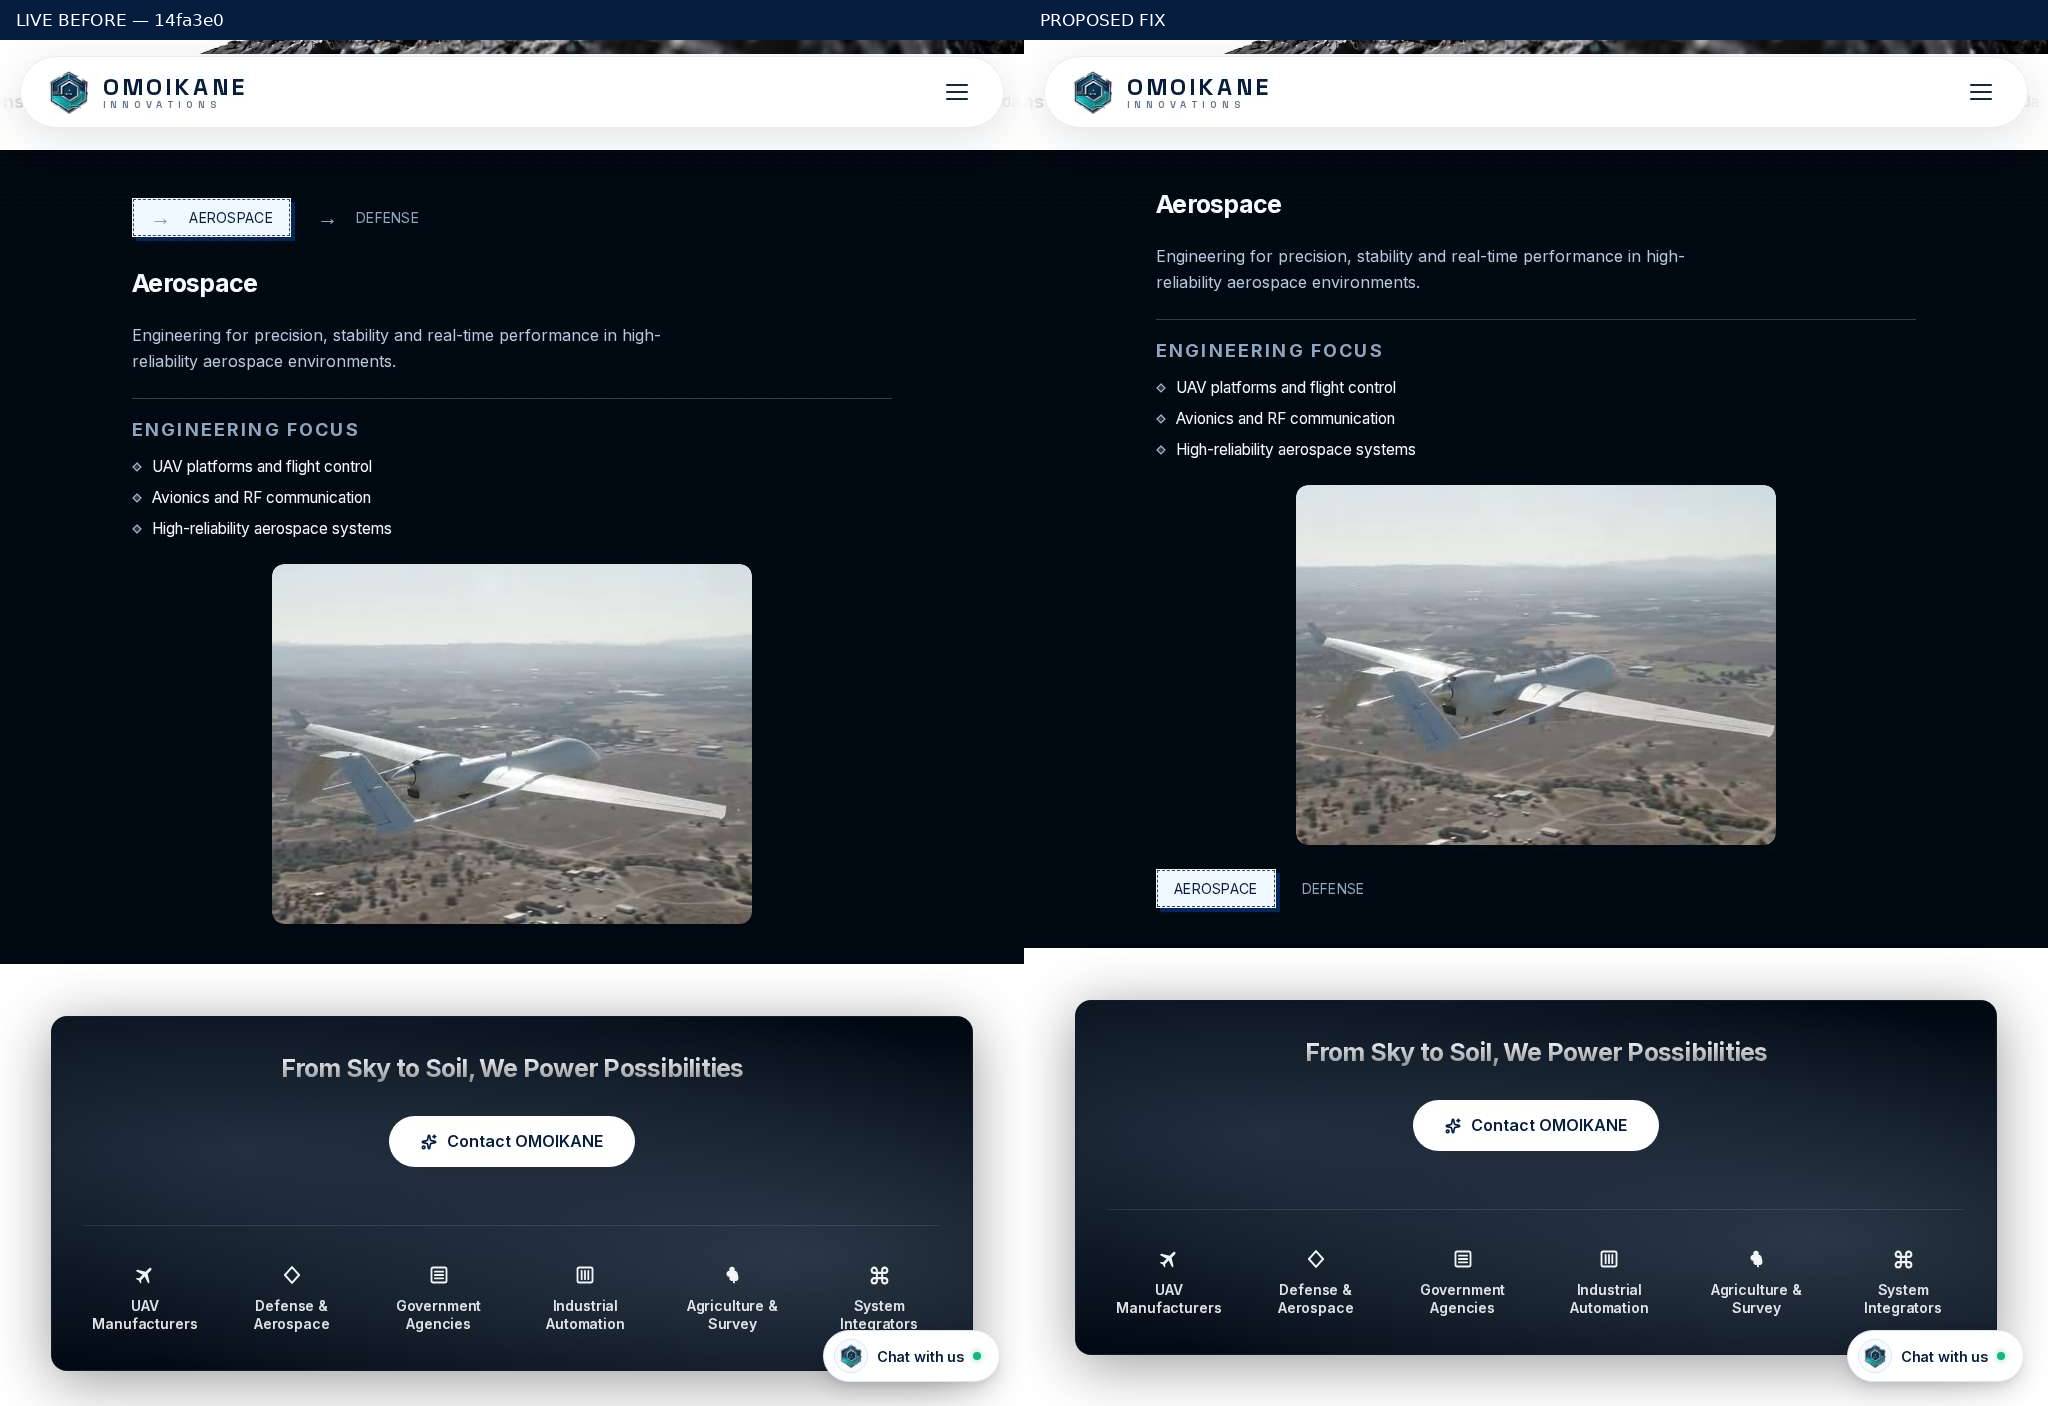 LIVE BEFORE — 14fa3e0
OMOIKANE
INNOVATIONS
ns
→ AEROSPACE → DEFENSE
Aerospace
Engineering for precision, stability and real-time performance in high-
reliability aerospace environments.
ENGINEERING FOCUS
UAV platforms and flight control
Avionics and RF communication
High-reliability aerospace systems
From Sky to Soil, We Power Possibilities
Contact OMOIKANE
UAV
Manufacturers
Defense &
Aerospace
Government
Agencies
Industrial
Automation
Agriculture &
Survey
System
Integrators
Chat with us
PROPOSED FIX
OMOIKANE
INNOVATIONS
ns
Aerospace
Engineering for precision, stability and real-time performance in high-
reliability aerospace environments.
ENGINEERING FOCUS
UAV platforms and flight control
Avionics and RF communication
High-reliability aerospace systems
AEROSPACE DEFENSE
From Sky to Soil, We Power Possibilities
Contact OMOIKANE
UAV
Manufacturers
Defense &
Aerospace
Government
Agencies
Industrial
Automation
Agriculture &
Survey
System
Integrators
Chat with us